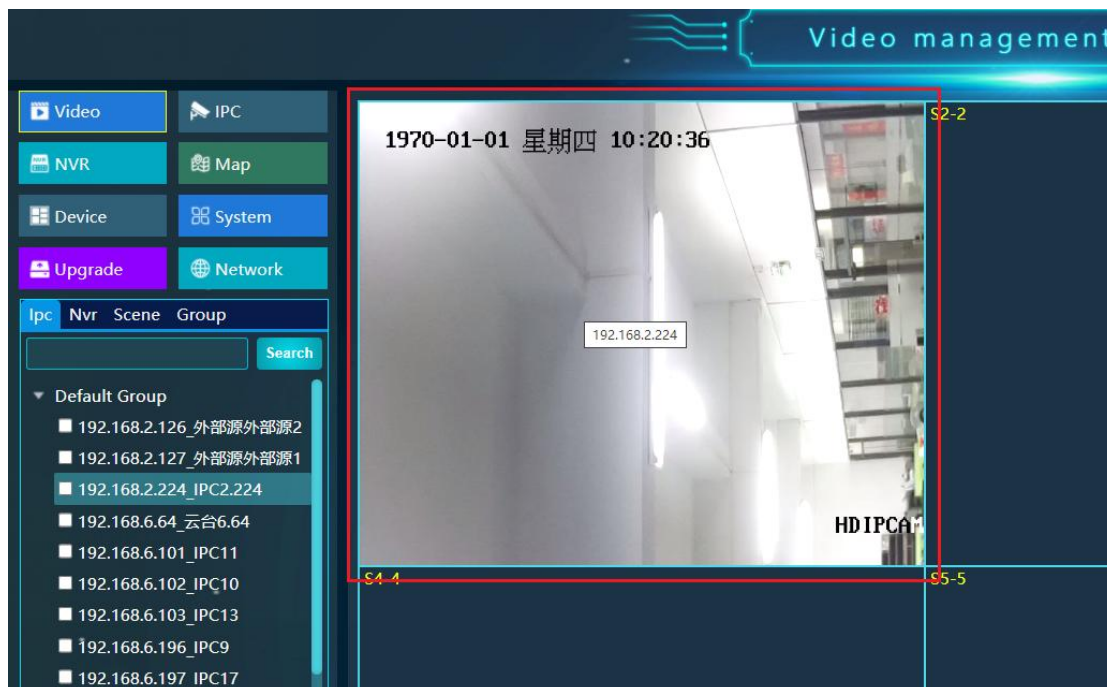 Video management
Video
IPC
NVR
Map
Device
System
Upgrade
Network
Ipc Nvr Scene Group
Search
Default Group
192.168.2.126_外部源外部源2
192.168.2.127_外部源外部源1
192.168.2.224_IPC2.224
192.168.6.64_云台6.64
192.168.6.101_IPC11
192.168.6.102_IPC10
192.168.6.103_IPC13
192.168.6.196_IPC9
192.168.6.197_IPC17
1970-01-01 星期四 10:20:36
192.168.2.224
HDIPCAM
S2-2
S4-4
S5-5